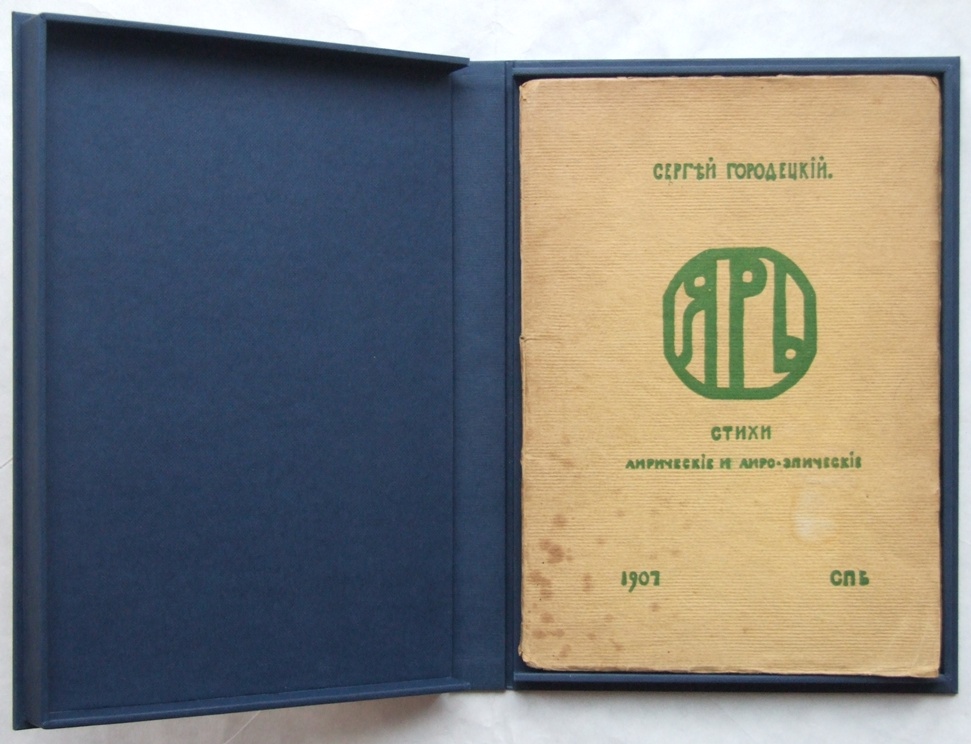 СЕРГѢЙ ГОРОДЕЦКІЙ.
ЯРЬ
СТИХИ
ЛИРИЧЕСКІЕ И ЛИРО-ЭПИЧЕСКІЕ
1907 СПБ